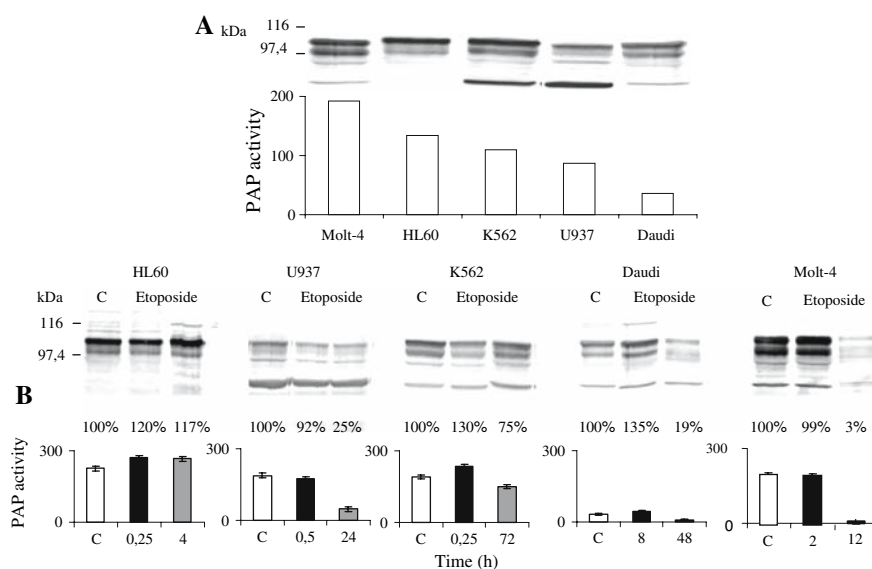 A kDa
116
97,4
PAP activity
200
100
0
Molt-4 HL60 K562 U937 Daudi
HL60 U937 K562 Daudi Molt-4
kDa C Etoposide C Etoposide C Etoposide C Etoposide C Etoposide
116
97,4
B
100% 120% 117% 100% 92% 25% 100% 130% 75% 100% 135% 19% 100% 99% 3%
PAP activity
300 300 300 300 300
0 0 0 0 0
C 0,25 4 C 0,5 24 C 0,25 72 C 8 48 C 2 12
Time (h)